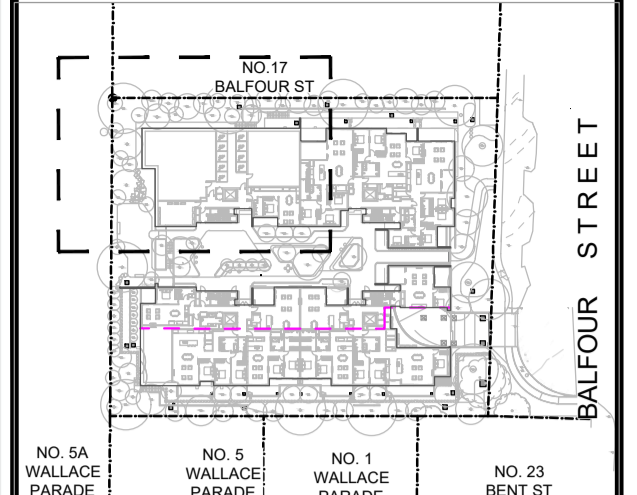 NO.17
BALFOUR ST
BALFOUR STREET
NO. 5A
WALLACE
PARADE
NO. 5
WALLACE
PARADE
NO. 1
WALLACE
PARADE
NO. 23
BENT ST